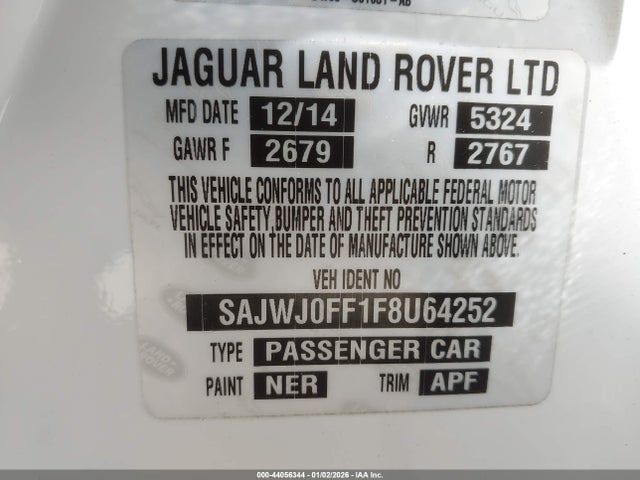 JAGUAR LAND ROVER LTD
MFD DATE 12/14 GVWR 5324
GAWR F 2679 R 2767
THIS VEHICLE CONFORMS TO ALL APPLICABLE FEDERAL MOTOR
VEHICLE SAFETY,BUMPER AND THEFT PREVENTION STANDARDS
IN EFFECT ON THE DATE OF MANUFACTURE SHOWN ABOVE.
VEH IDENT NO
SAJWJ0FF1F8U64252
TYPE PASSENGER CAR
PAINT NER TRIM APF
LAND ROVER
000-44056344 - 01/02/2026 - IAA Inc.